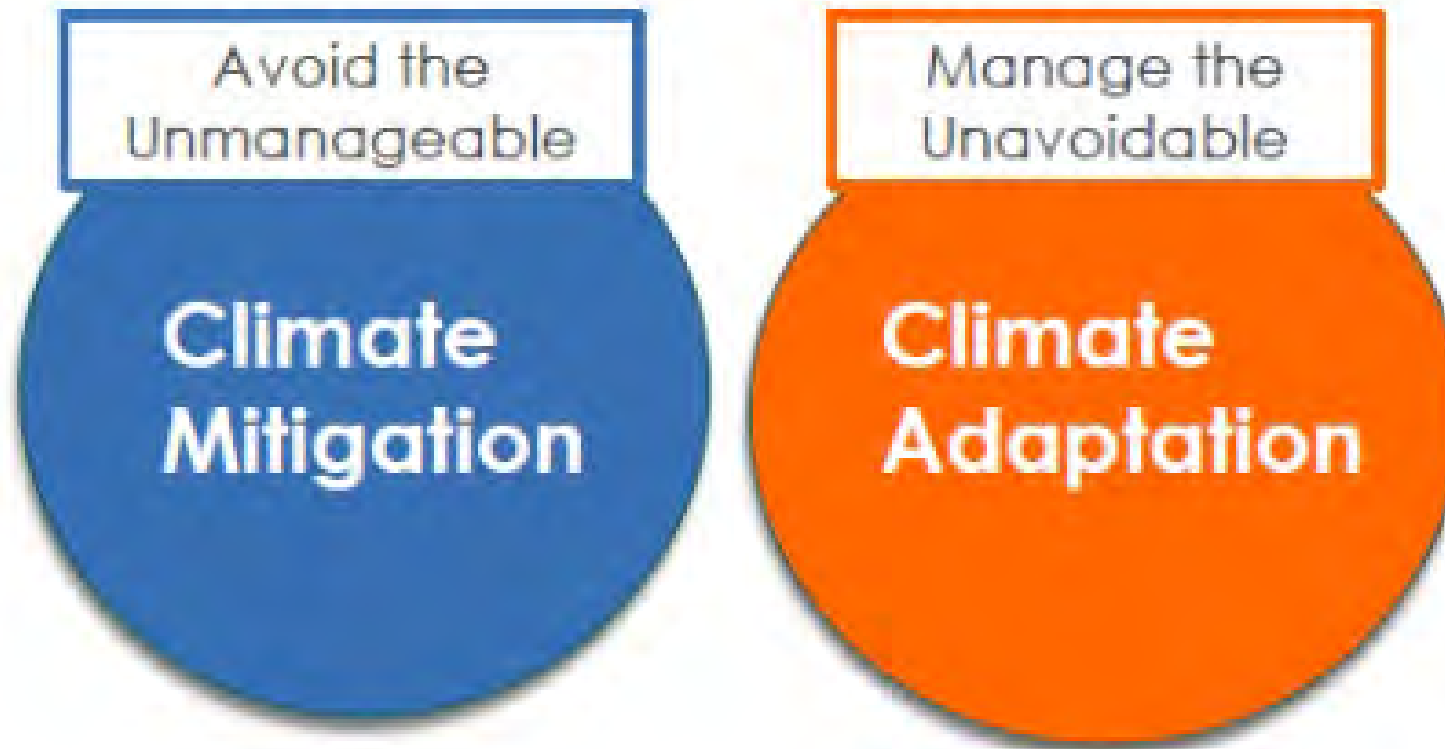 Avoid the
Unmanageable
Climate
Mitigation
Manage the
Unavoidable
Climate
Adaptation